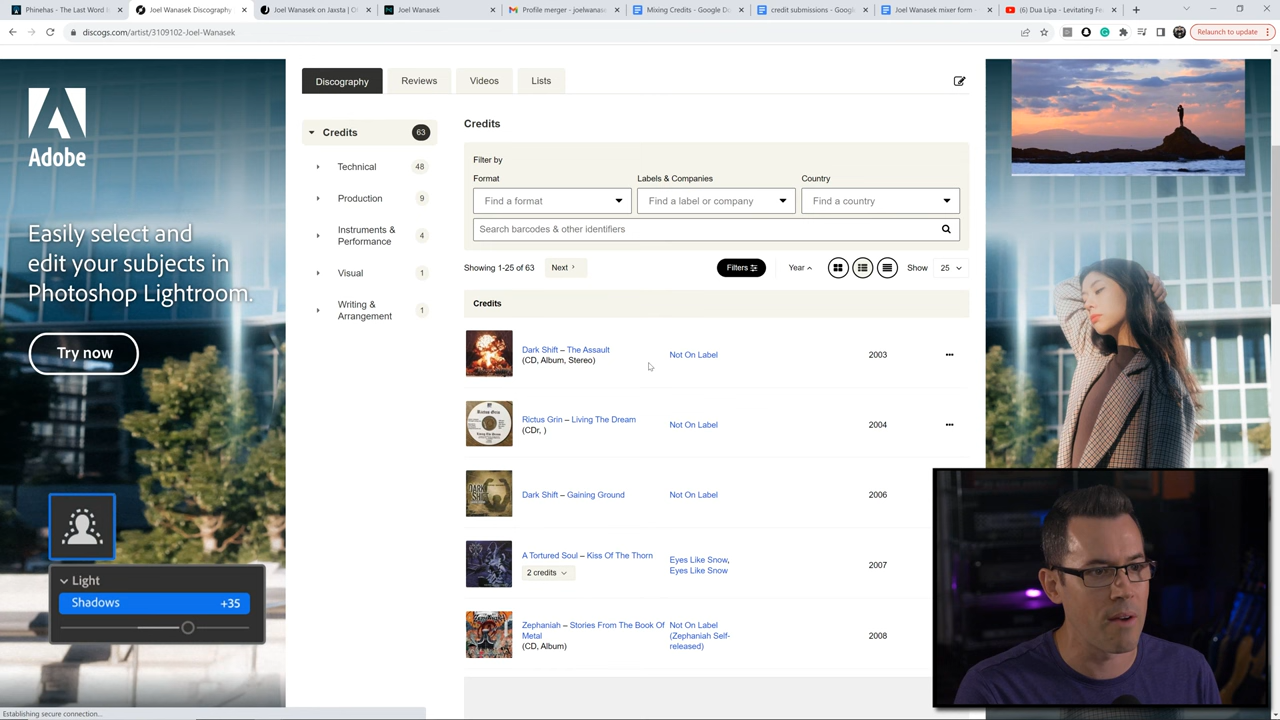 Phinehas - The Last Word I
Joel Wanasek Discography
Joel Wanasek on Jaxsta | Of
Joel Wanasek
Profile merger - joelwanase
Mixing Credits - Google D
credit submissions - Googl
Joel Wanasek mixer form -
(6) Dua Lipa - Levitating Fe
discogs.com/artist/3109102-Joel-Wanasek
Relaunch to update
Discography
Reviews
Videos
Lists
Credits 63
Technical 48
Production 9
Instruments &
Performance 4
Visual 1
Writing &
Arrangement 1
Credits
Filter by
Format
Labels & Companies
Country
Find a format
Find a label or company
Find a country
Search barcodes & other identifiers
Showing 1-25 of 63
Next
Filters
Year
Show 25
Credits
Dark Shift – The Assault
(CD, Album, Stereo)
Not On Label
2003
Rictus Grin – Living The Dream
(CDr, )
Not On Label
2004
Dark Shift – Gaining Ground
Not On Label
2006
A Tortured Soul – Kiss Of The Thorn
2 credits
Eyes Like Snow,
Eyes Like Snow
2007
Zephaniah – Stories From The Book Of
Metal
(CD, Album)
Not On Label
(Zephaniah Self-
released)
2008
Adobe
Easily select and
edit your subjects in
Photoshop Lightroom.
Try now
Light
Shadows +35
Establishing secure connection...